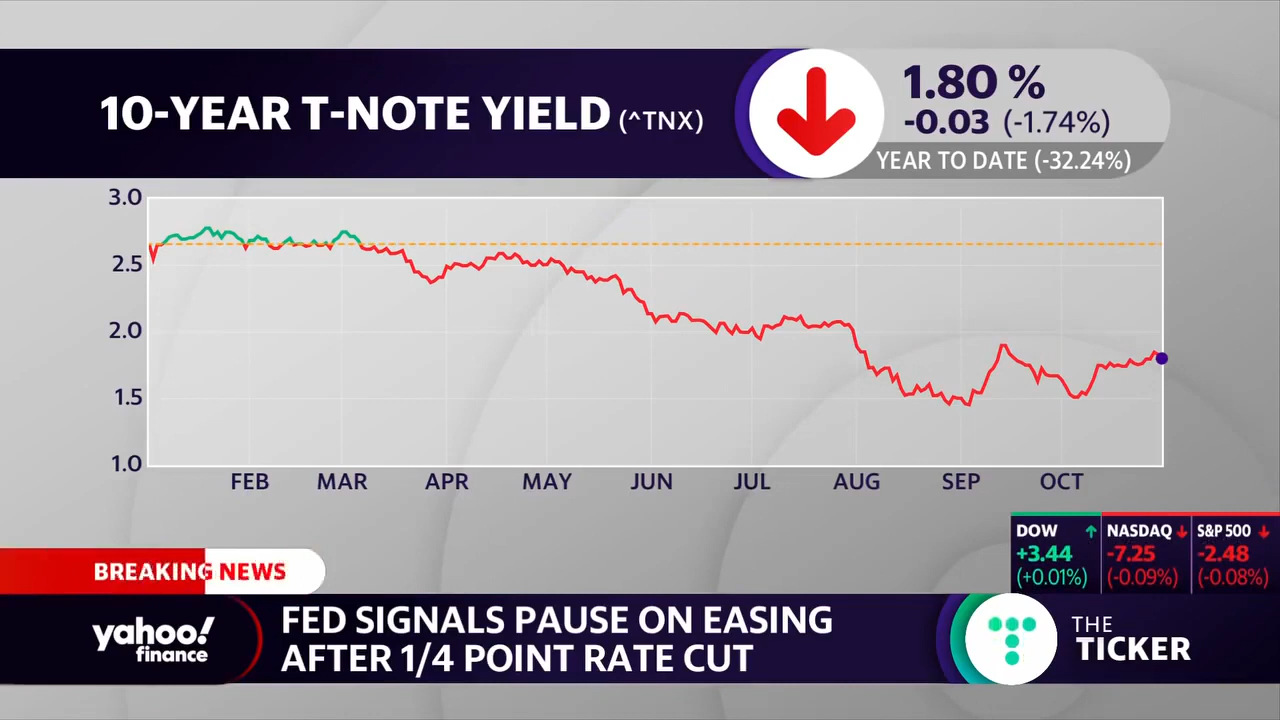 10-YEAR T-NOTE YIELD (^TNX)
1.80 %
-0.03 (-1.74%)
YEAR TO DATE (-32.24%)
3.0
2.5
2.0
1.5
1.0
FEB MAR APR MAY JUN JUL AUG SEP OCT
DOW
+3.44
(+0.01%)
NASDAQ
-7.25
(-0.09%)
S&P 500
-2.48
(-0.08%)
BREAKING NEWS
yahoo!
finance
FED SIGNALS PAUSE ON EASING
AFTER 1/4 POINT RATE CUT
THE
TICKER